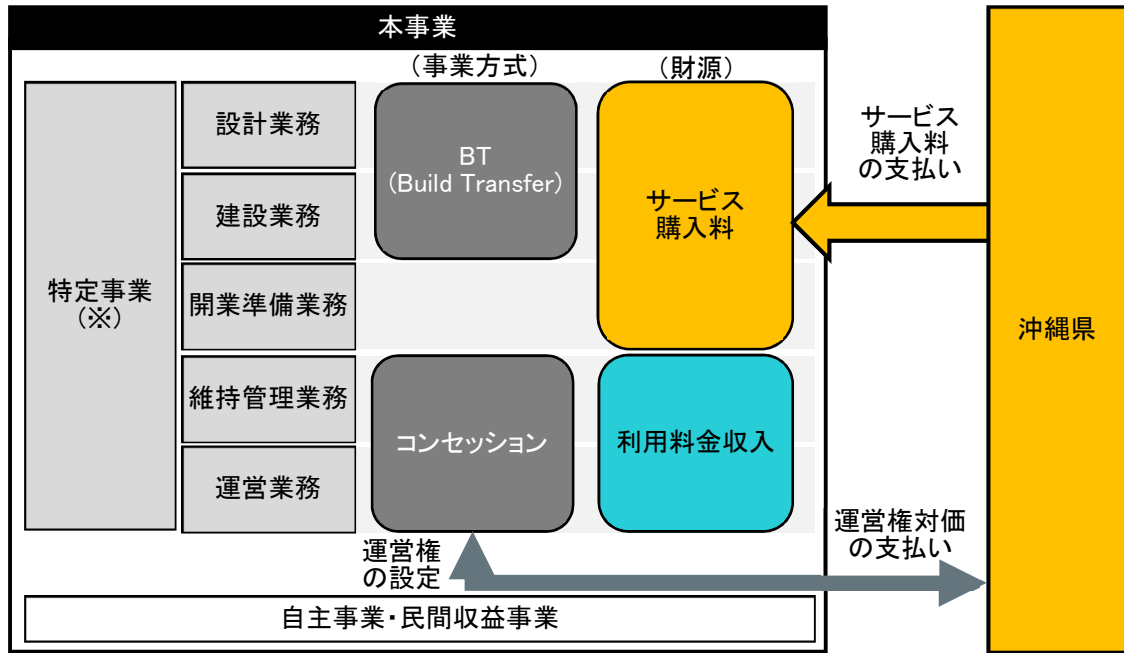 本事業
(事業方式)
(財源)
特定事業
(※)
設計業務
建設業務
開業準備業務
維持管理業務
運営業務
BT
(Build Transfer)
コンセッション
サービス
購入料
利用料金収入
サービス
購入料
の支払い
沖縄県
運営権
の設定
運営権対価
の支払い
自主事業・民間収益事業